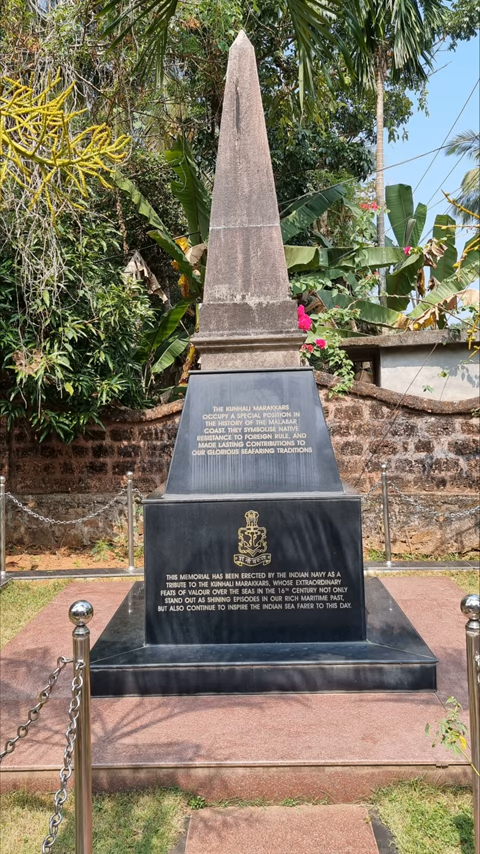 THE KUNHALI MARAKKARS
OCCUPY A SPECIAL POSITION IN
THE HISTORY OF THE MALABAR
COAST. THEY SYMBOLISE NATIVE
RESISTANCE TO FOREIGN RULE, AND
MADE LASTING CONTRIBUTIONS TO
OUR GLORIOUS SEAFARING TRADITIONS
THIS MEMORIAL HAS BEEN ERECTED BY THE INDIAN NAVY AS A
TRIBUTE TO THE KUNHALI MARAKKARS, WHOSE EXTRAORDINARY
FEATS OF VALOUR OVER THE SEAS IN THE 16TH CENTURY NOT ONLY
STAND OUT AS SHINING EPISODES IN OUR RICH MARITIME PAST,
BUT ALSO CONTINUE TO INSPIRE THE INDIAN SEA FARER TO THIS DAY.